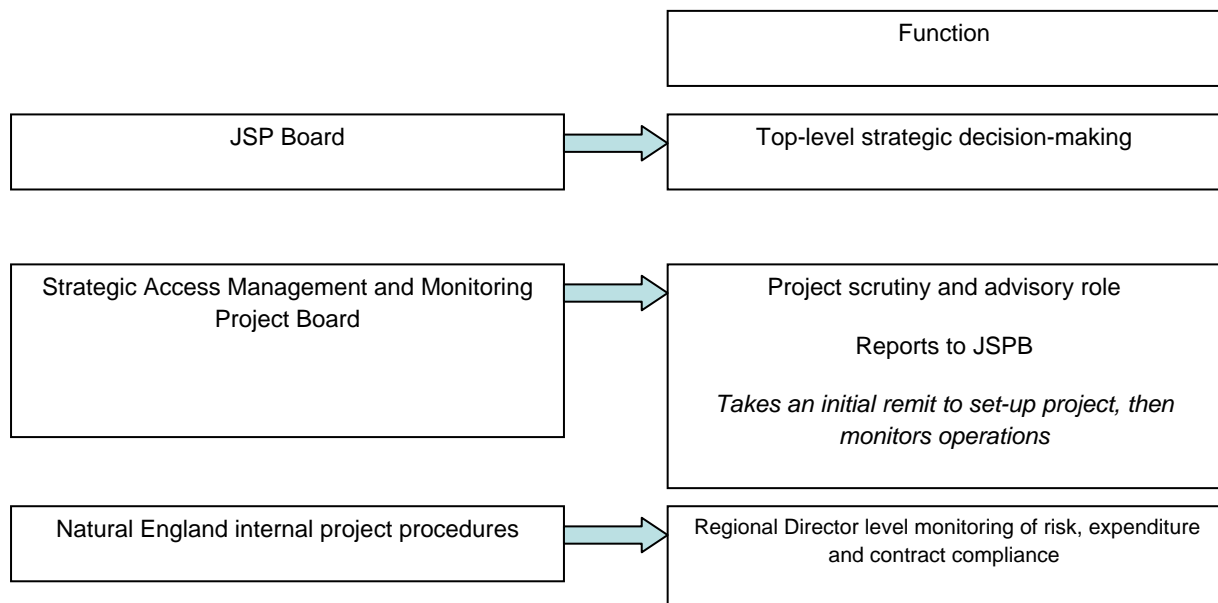 Function
JSP Board
Top-level strategic decision-making
Strategic Access Management and Monitoring
Project Board
Project scrutiny and advisory role
Reports to JSPB
Takes an initial remit to set-up project, then
monitors operations
Natural England internal project procedures
Regional Director level monitoring of risk, expenditure
and contract compliance